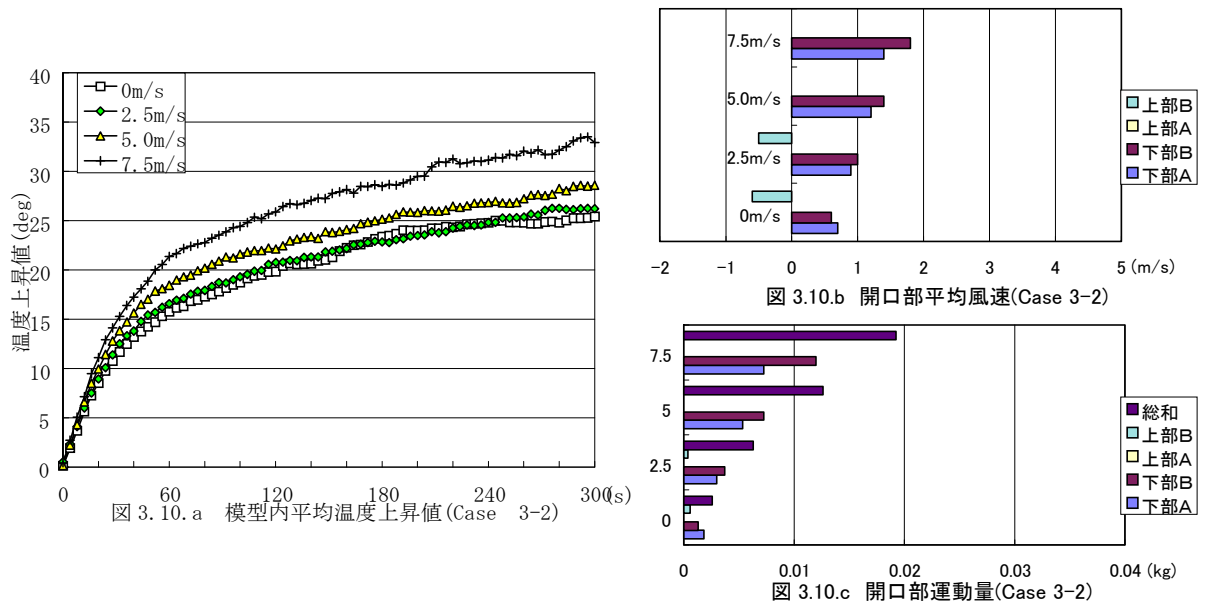 40
35
30
25
20
15
10
5
0
温度上昇値(deg)
0m/s
2.5m/s
5.0m/s
7.5m/s
0 60 120 180 240 300(s)
図 3.10.a 模型内平均温度上昇値(Case 3-2)
7.5m/s
5.0m/s
2.5m/s
0m/s
上部B
上部A
下部B
下部A
-2 -1 0 1 2 3 4 5 (m/s)
図 3.10.b 開口部平均風速(Case 3-2)
7.5
5
2.5
0
総和
上部B
上部A
下部B
下部A
0 0.01 0.02 0.03 0.04 (kg)
図 3.10.c 開口部運動量(Case 3-2)